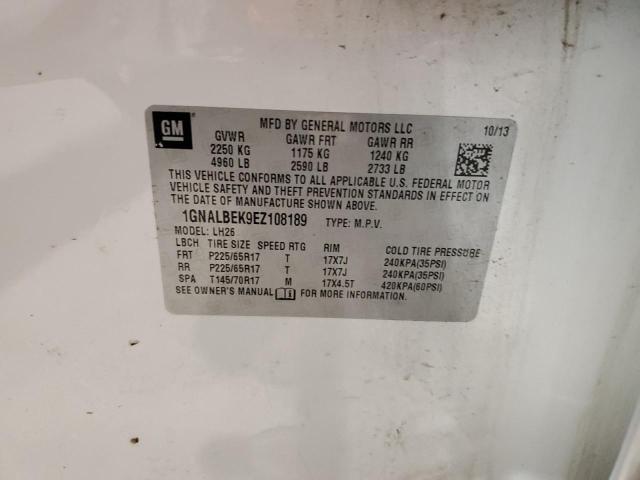 GM
MFD BY GENERAL MOTORS LLC 10/13
GVWR GAWR FRT GAWR RR
2250 KG 1175 KG 1240 KG
4960 LB 2590 LB 2733 LB
THIS VEHICLE CONFORMS TO ALL APPLICABLE U.S. FEDERAL MOTOR
VEHICLE SAFETY AND THEFT PREVENTION STANDARDS IN EFFECT ON
THE DATE OF MANUFACTURE SHOWN ABOVE.
1GNALBEK9EZ108189 TYPE: M.P.V.
MODEL: LH26
LBCH TIRE SIZE SPEED RTG RIM COLD TIRE PRESSURE
FRT P225/65R17 T 17X7J 240KPA(35PSI)
RR P225/65R17 T 17X7J 240KPA(35PSI)
SPA T145/70R17 M 17X4.5T 420KPA(60PSI)
SEE OWNER'S MANUAL FOR MORE INFORMATION.